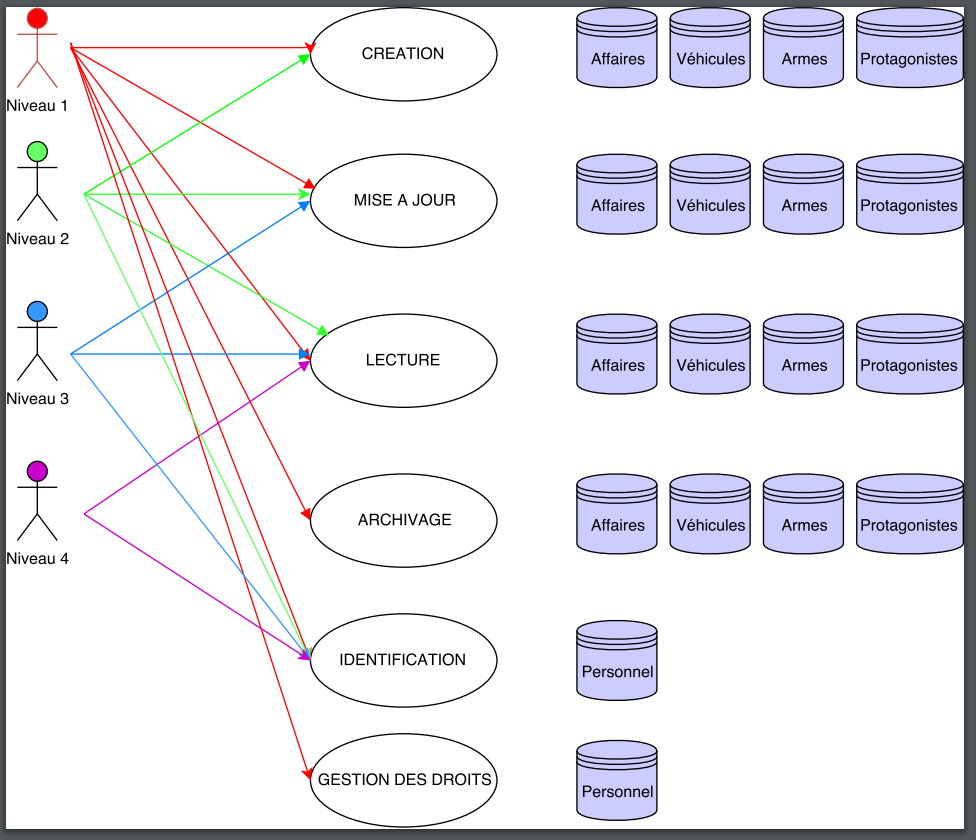 CREATION
Affaires
Véhicules
Armes
Protagonistes
Niveau 1
MISE A JOUR
Affaires
Véhicules
Armes
Protagonistes
Niveau 2
LECTURE
Affaires
Véhicules
Armes
Protagonistes
Niveau 3
ARCHIVAGE
Affaires
Véhicules
Armes
Protagonistes
Niveau 4
IDENTIFICATION
Personnel
GESTION DES DROITS
Personnel